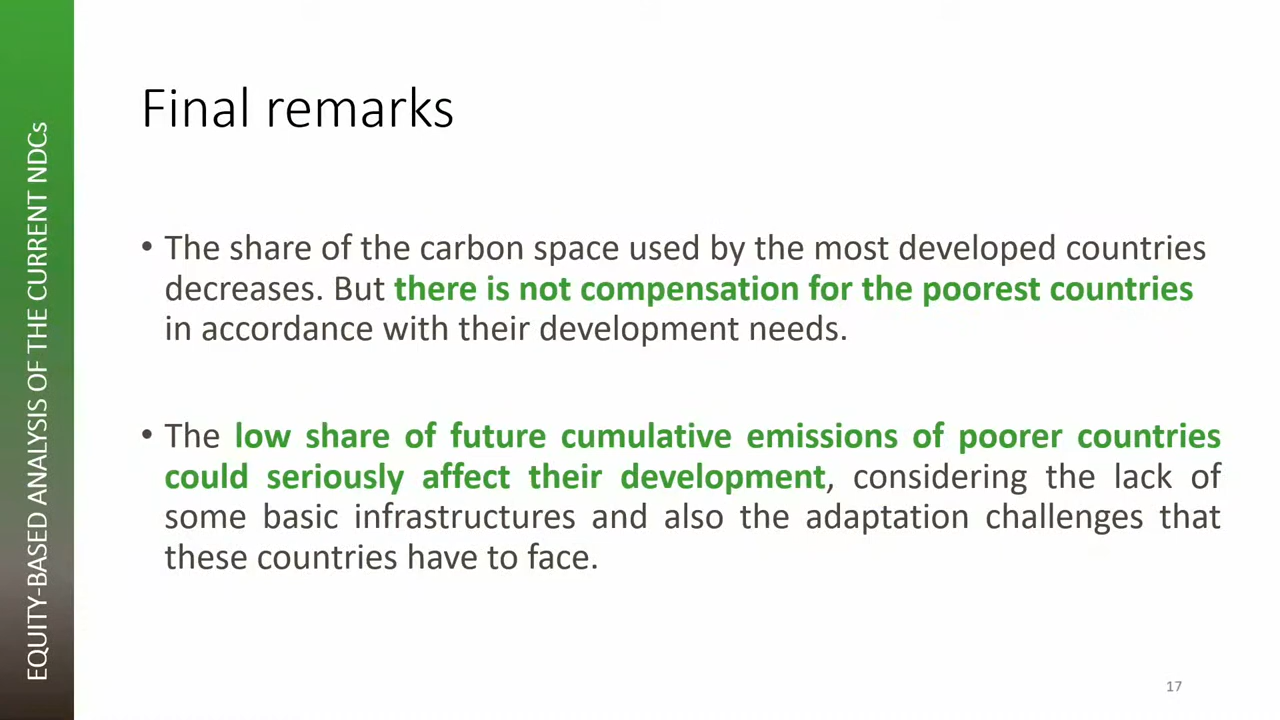 EQUITY-BASED ANALYSIS OF THE CURRENT NDCs
Final remarks
• The share of the carbon space used by the most developed countries
decreases. But there is not compensation for the poorest countries
in accordance with their development needs.
• The low share of future cumulative emissions of poorer countries
could seriously affect their development, considering the lack of
some basic infrastructures and also the adaptation challenges that
these countries have to face.
17